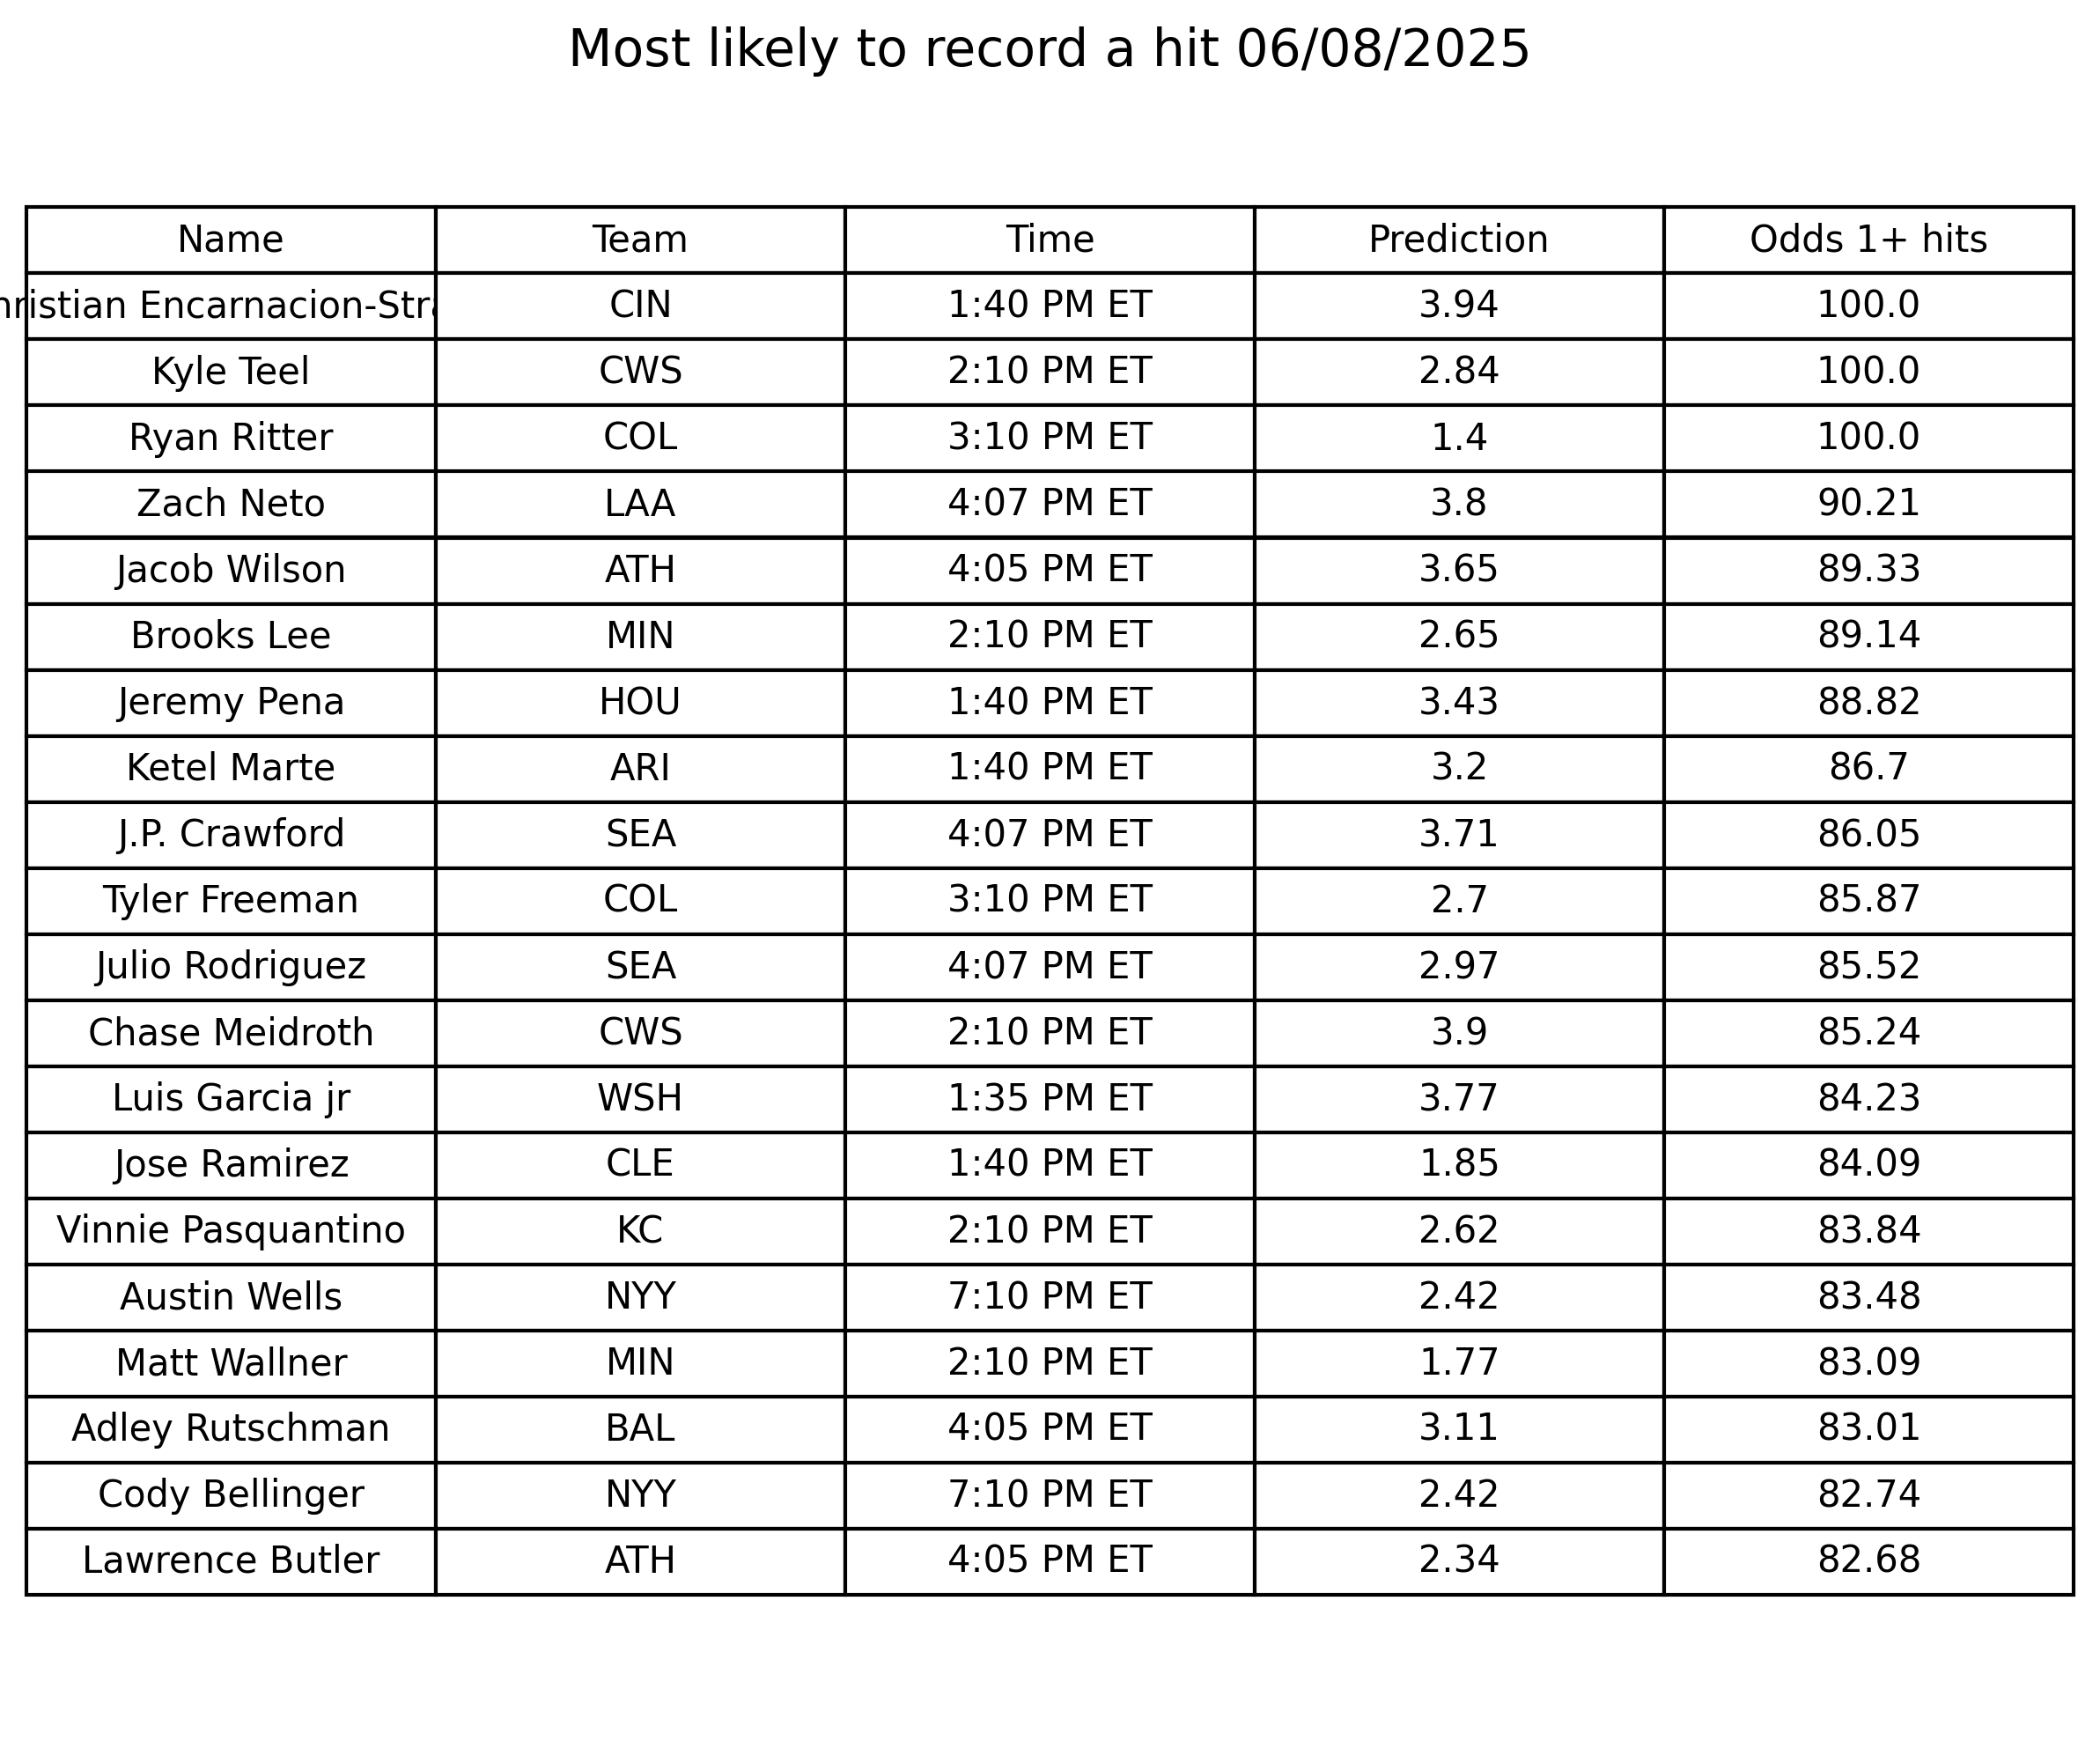 Most likely to record a hit 06/08/2025
Name Team Time Prediction Odds 1+ hits
hristian Encarnacion-Stra CIN 1:40 PM ET 3.94 100.0
Kyle Teel CWS 2:10 PM ET 2.84 100.0
Ryan Ritter COL 3:10 PM ET 1.4 100.0
Zach Neto LAA 4:07 PM ET 3.8 90.21
Jacob Wilson ATH 4:05 PM ET 3.65 89.33
Brooks Lee MIN 2:10 PM ET 2.65 89.14
Jeremy Pena HOU 1:40 PM ET 3.43 88.82
Ketel Marte ARI 1:40 PM ET 3.2 86.7
J.P. Crawford SEA 4:07 PM ET 3.71 86.05
Tyler Freeman COL 3:10 PM ET 2.7 85.87
Julio Rodriguez SEA 4:07 PM ET 2.97 85.52
Chase Meidroth CWS 2:10 PM ET 3.9 85.24
Luis Garcia jr WSH 1:35 PM ET 3.77 84.23
Jose Ramirez CLE 1:40 PM ET 1.85 84.09
Vinnie Pasquantino KC 2:10 PM ET 2.62 83.84
Austin Wells NYY 7:10 PM ET 2.42 83.48
Matt Wallner MIN 2:10 PM ET 1.77 83.09
Adley Rutschman BAL 4:05 PM ET 3.11 83.01
Cody Bellinger NYY 7:10 PM ET 2.42 82.74
Lawrence Butler ATH 4:05 PM ET 2.34 82.68